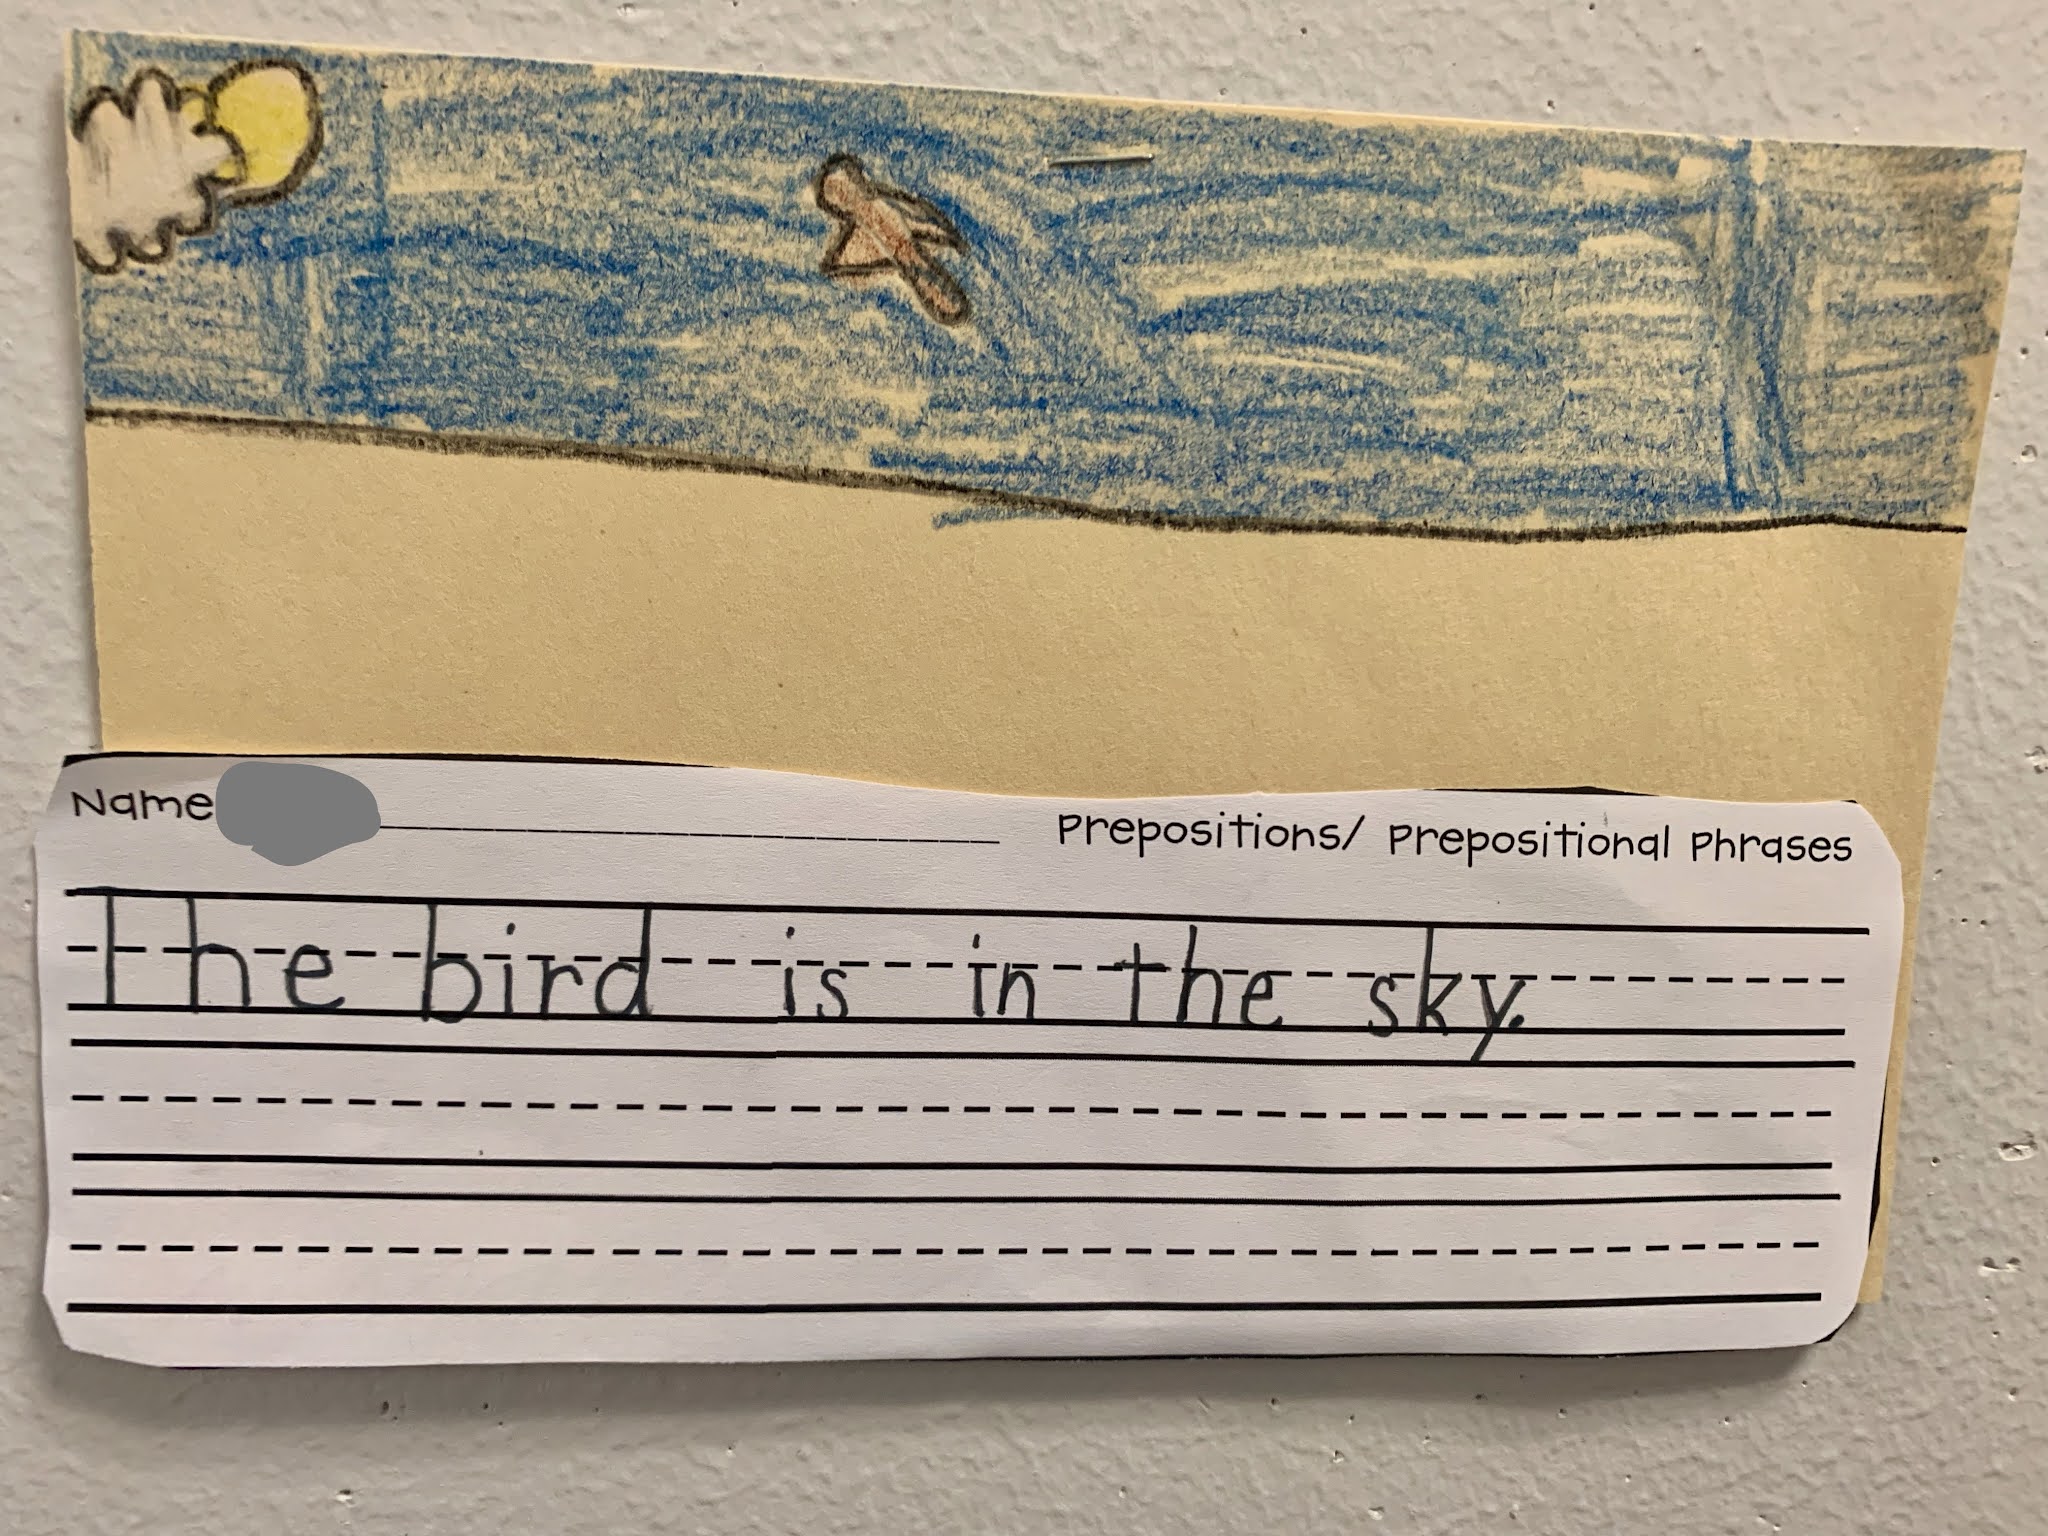 Name Prepositions/ Prepositional Phrases
The bird is in the sky.